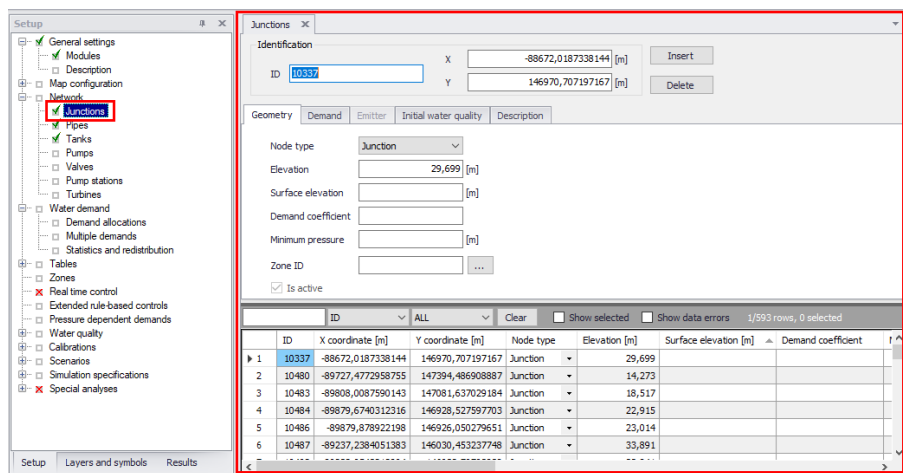 Setup
General settings
Modules
Description
Map configuration
Network
Junctions
Pipes
Tanks
Pumps
Valves
Pump stations
Turbines
Water demand
Demand allocations
Multiple demands
Statistics and redistribution
Tables
Zones
Real time control
Extended rule-based controls
Pressure dependent demands
Water quality
Calibrations
Scenarios
Simulation specifications
Special analyses
Setup Layers and symbols Results
Junctions
Identification
ID 10337
X -88672,0187338144 [m]
Y 146970,707197167 [m]
Insert
Delete
Geometry Demand Emitter Initial water quality Description
Node type Junction
Elevation 29,699 [m]
Surface elevation [m]
Demand coefficient
Minimum pressure [m]
Zone ID ...
Is active
ID ALL Clear Show selected Show data errors 1/593 rows, 0 selected
ID X coordinate [m] Y coordinate [m] Node type Elevation [m] Surface elevation [m] Demand coefficient
1 10337 -88672,0187338144 146970,707197167 Junction 29,699
2 10480 -89727,4772958755 147394,486908887 Junction 14,273
3 10483 -89808,0087590143 147081,637029184 Junction 18,517
4 10484 -89879,6740312316 146928,527597703 Junction 22,915
5 10486 -89879,878922198 146926,050279651 Junction 23,014
6 10487 -89237,2384051383 146030,453237748 Junction 33,891